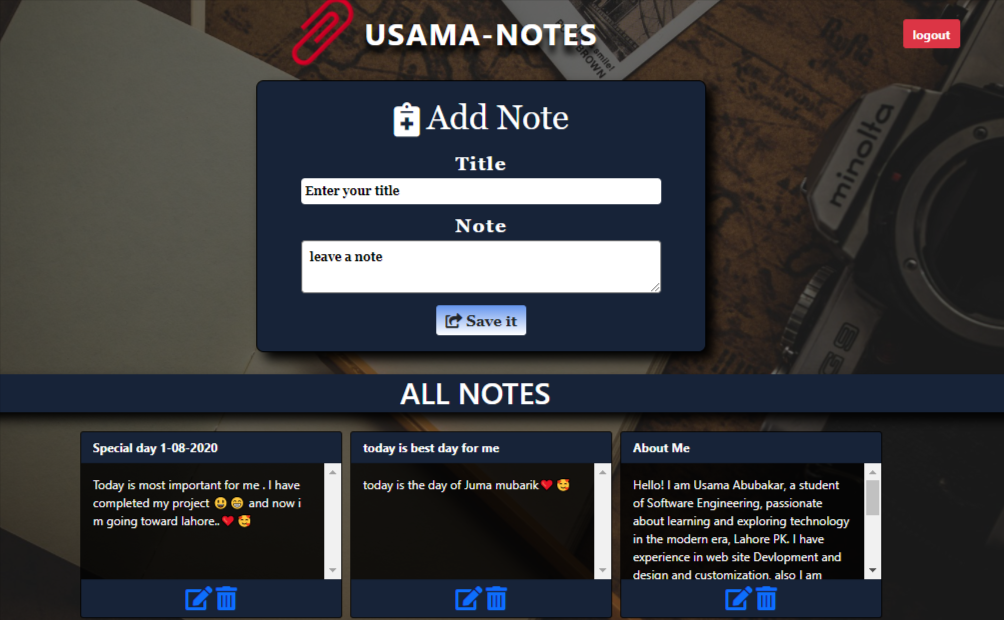 USAMA-NOTES
logout
BROWN
minolta
Add Note
Title
Enter your title
Note
leave a note
Save it
ALL NOTES
Special day 1-08-2020
Today is most important for me . I have
completed my project 😀 😁 and now i
m going toward lahore.. ❤️ 🥰
today is best day for me
today is the day of Juma mubarik❤️ 🥰
About Me
Hello! I am Usama Abubakar, a student
of Software Engineering, passionate
about learning and exploring technology
in the modern era, Lahore PK. I have
experience in web site Devlopment and
design and customization, also I am